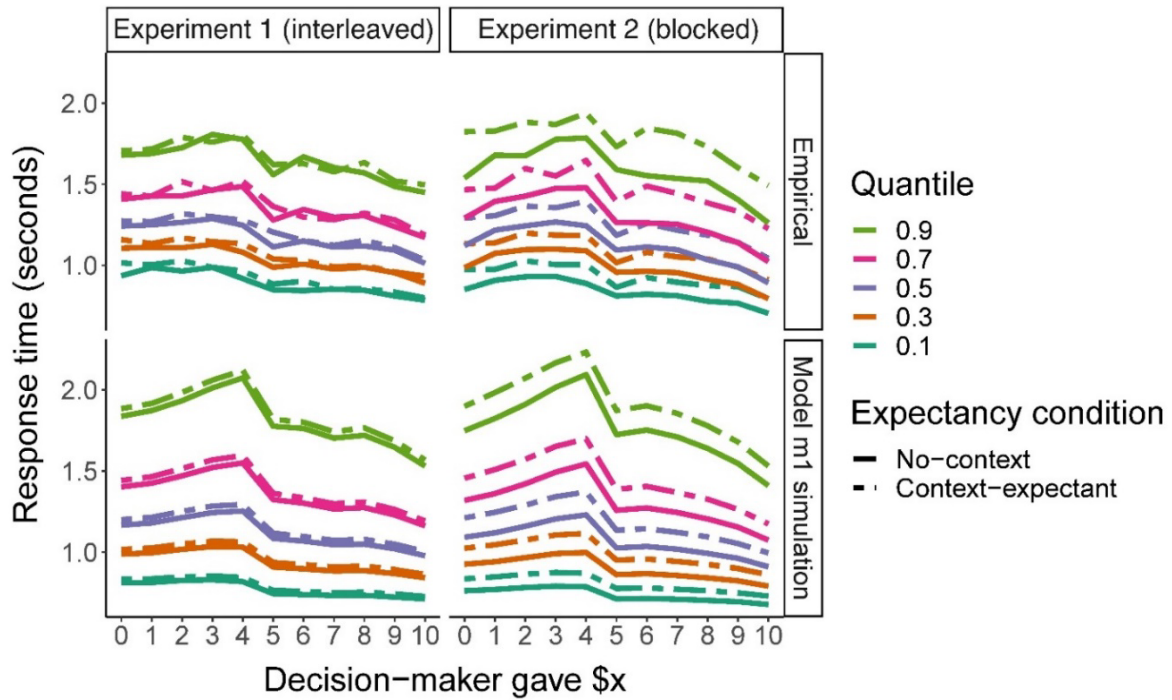 Experiment 1 (interleaved)
Experiment 2 (blocked)
Response time (seconds)
2.0
1.5
1.0
Empirical
2.0
1.5
1.0
Model m1 simulation
0 1 2 3 4 5 6 7 8 9 10
0 1 2 3 4 5 6 7 8 9 10
Decision−maker gave $x
Quantile
0.9
0.7
0.5
0.3
0.1
Expectancy condition
No−context
Context−expectant